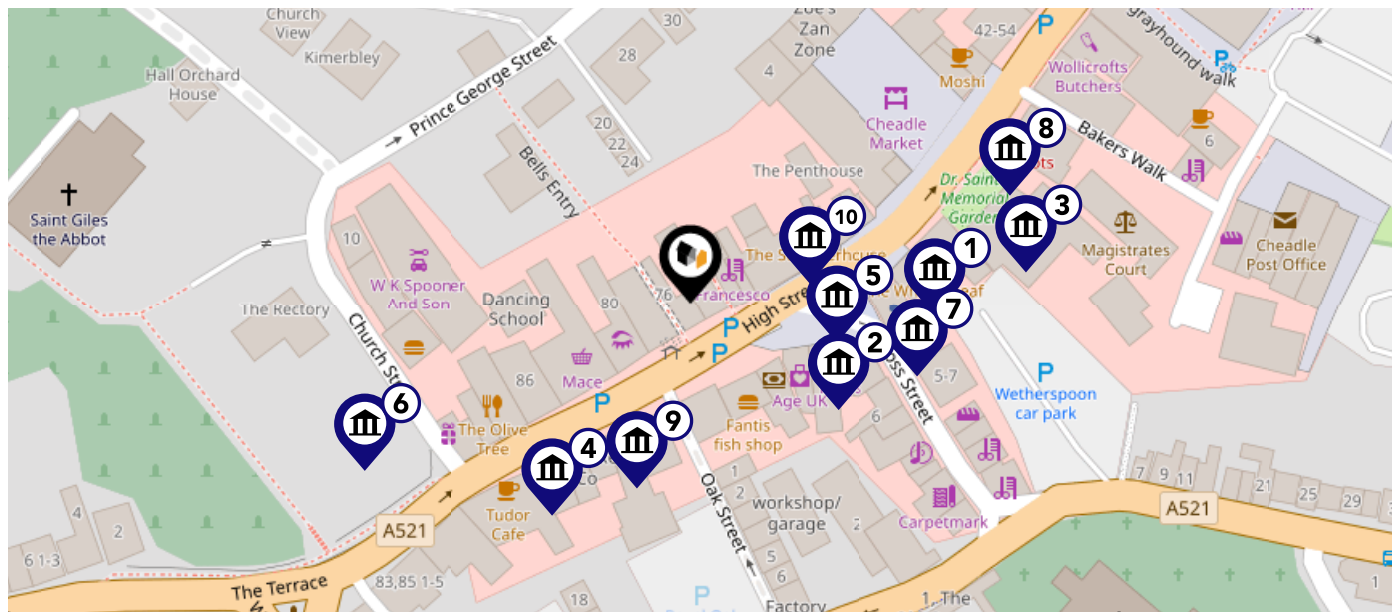 Church
View
Kimerbley
30
28
Zoe's
Zan
Zone
42-54
P
grayhound walk
P
Hall Orchard
House
Prince George Street
4
Moshi
Wollicrofts
Butchers
20
22
24
Cheadle
Market
8
6
Bakers Walk
Bells Entry
The Penthouse
Saint Giles
the Abbot
Memorial
3
10
10
Magistrates
Court
Cheadle
Post Office
W K Spooner
And Son
Dancing
School
76
Francesco
5
1
The Rectory
80
P
High
7
P
Church
86
Mace
2
5-7
P
Wetherspoon
car park
6
P
Age UK
6
The Olive
Tree
Fantis
fish shop
9
4
Co
1
2
Oak Street
workshop/
garage
2
7
9
11
21
25
29
Tudor
Cafe
Carpetmark
A521
A521
4
2
6 1-3
5
6
The Terrace
83,85 1-5
18
P
Factory
1, The
1